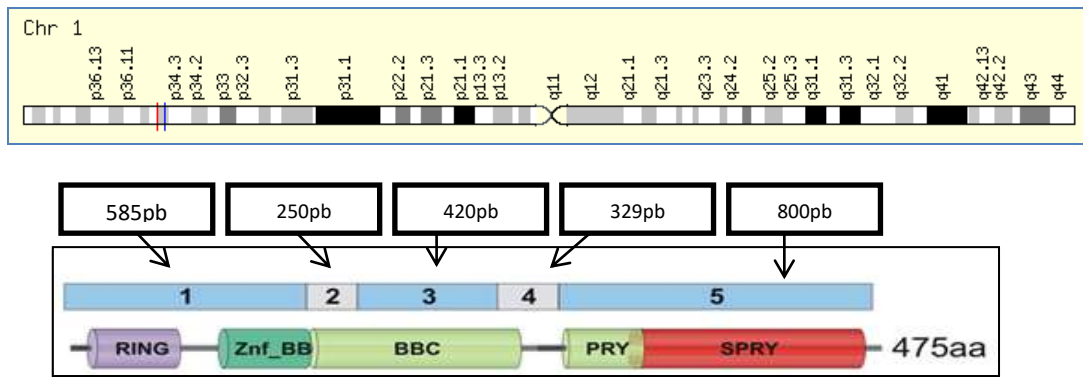 Chr 1
p36.13 p36.11 p34.3 p34.2 p33 p32.3 p31.3 p31.1 p22.2 p21.3 p21.1 p13.3 p13.2 q11 q12 q21.1 q21.3 q23.3 q24.2 q25.2 q25.3 q31.1 q31.3 q32.1 q32.2 q41 q42.13 q42.2 q43 q44
585pb 250pb 420pb 329pb 800pb
1 2 3 4 5
RING Znf_BB BBC PRY SPRY 475aa